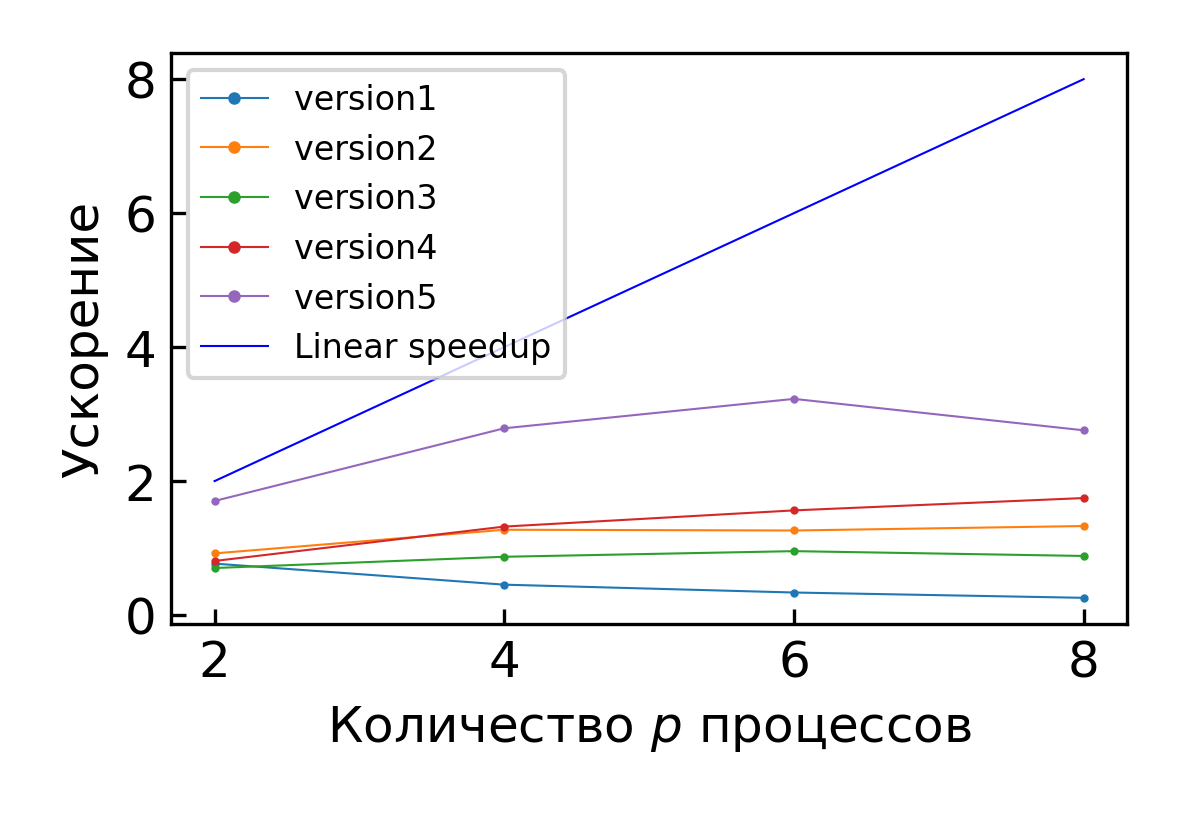 Ускорение
8
6
4
2
0
version1
version2
version3
version4
version5
Linear speedup
2 4 6 8
Количество p процессов